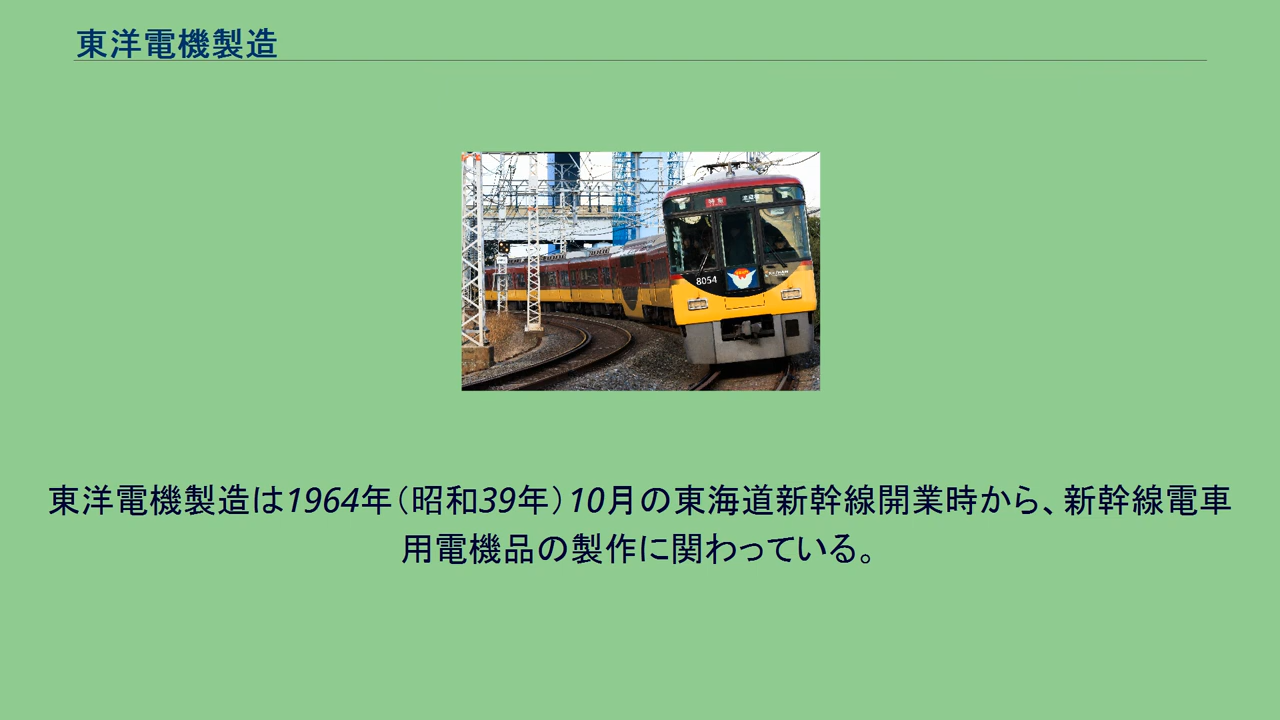 東洋電機製造
特急
8054
東洋電機製造は1964年（昭和39年）10月の東海道新幹線開業時から、新幹線電車
用電機品の製作に関わっている。